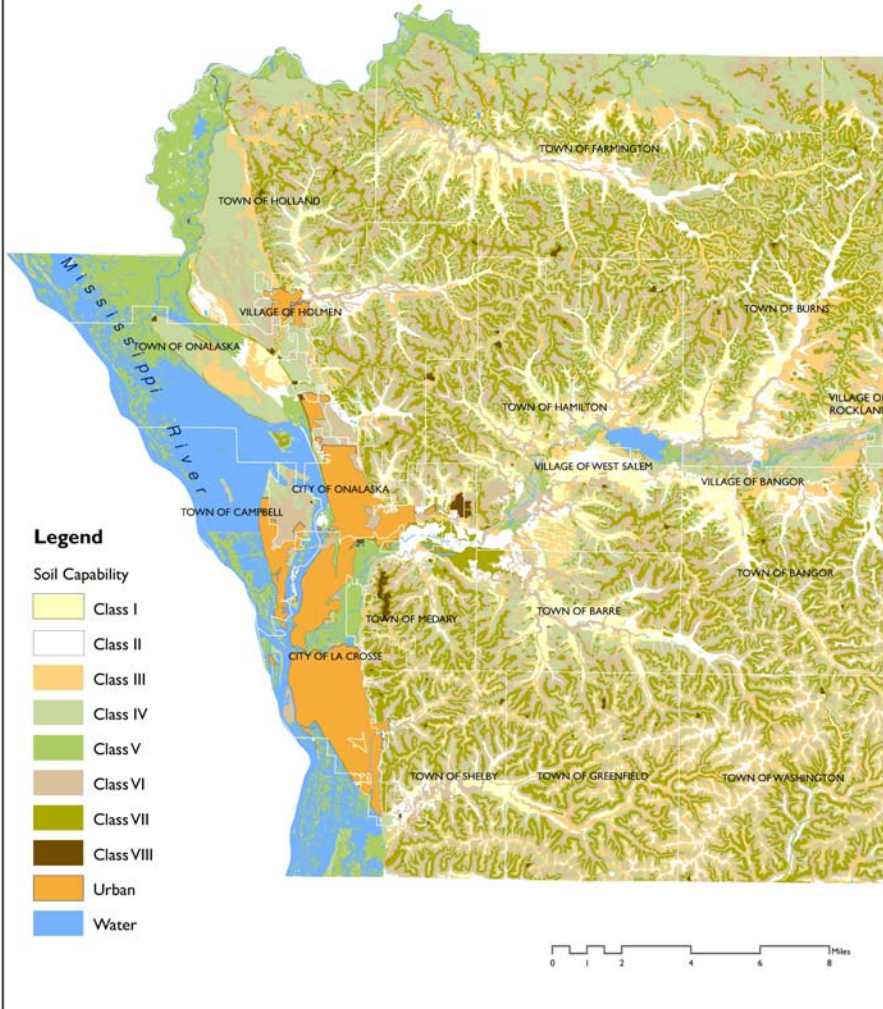 TOWN OF FARMINGTON
TOWN OF HOLLAND
Mississippi River
VILLAGE OF HOLMEN
TOWN OF BURNS
TOWN OF ONALASKA
VILLAGE OF
ROCKLAND
TOWN OF HAMILTON
VILLAGE OF WEST SALEM
VILLAGE OF BANGOR
CITY OF ONALASKA
TOWN OF CAMPBELL
TOWN OF BANGOR
TOWN OF BARRE
TOWN OF MEDARY
CITY OF LA CROSSE
TOWN OF SHELBY
TOWN OF GREENFIELD
TOWN OF WASHINGTON
Legend
Soil Capability
Class I
Class II
Class III
Class IV
Class V
Class VI
Class VII
Class VIII
Urban
Water
Miles
0 1 2 4 6 8